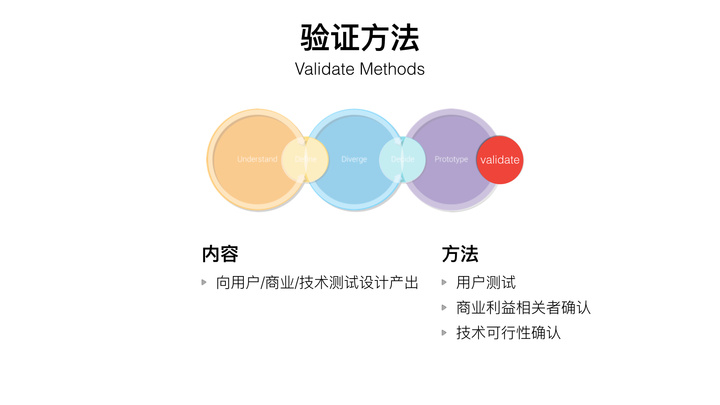 验证方法
Validate Methods
Understand
Diverge
Prototype
validate
内容
向用户/商业/技术测试设计产出
方法
用户测试
商业利益相关者确认
技术可行性确认